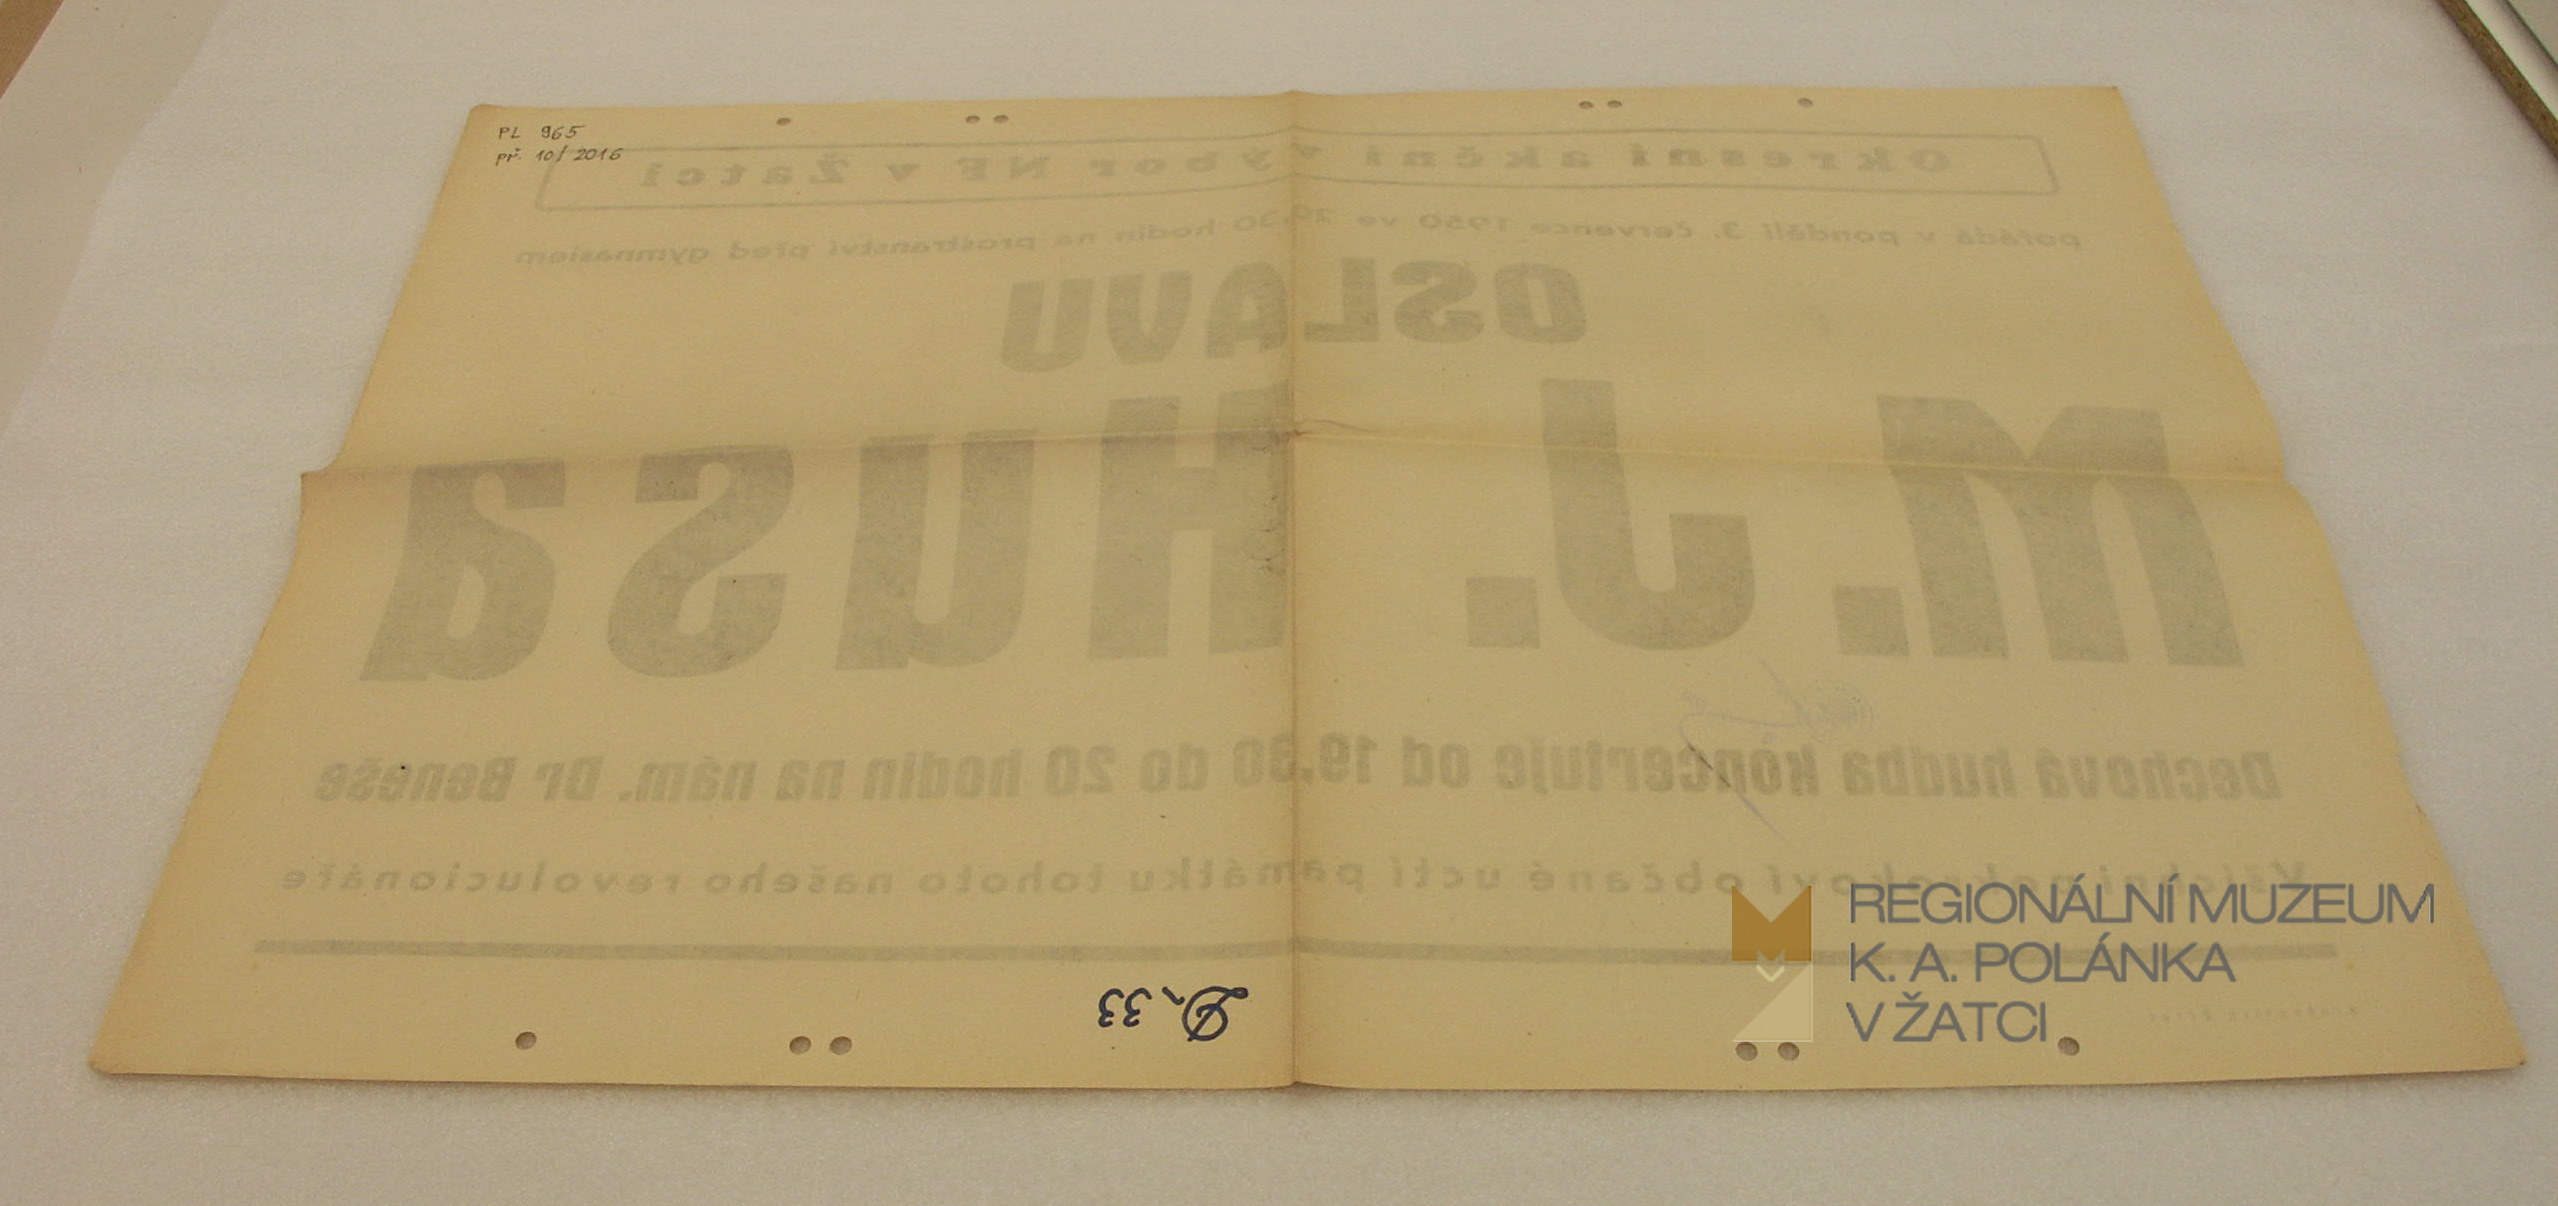 PL 965
př. 10/2016
Okresní akční výbor NF v Žatci
pořádá v pondělí 3. července 1950 ve 20,30 hodin na prostranství před gymnasiem
OSLAVU
M. J. Husa
Dechová hudba koncertuje od 19.30 do 20 hodin na nám. Dr Beneše
Všichni pokrokoví občané uctí památku tohoto našeho revolucionáře
33
REGIONÁLNÍ MUZEUM
K. A. POLÁNKA
V ŽATCI